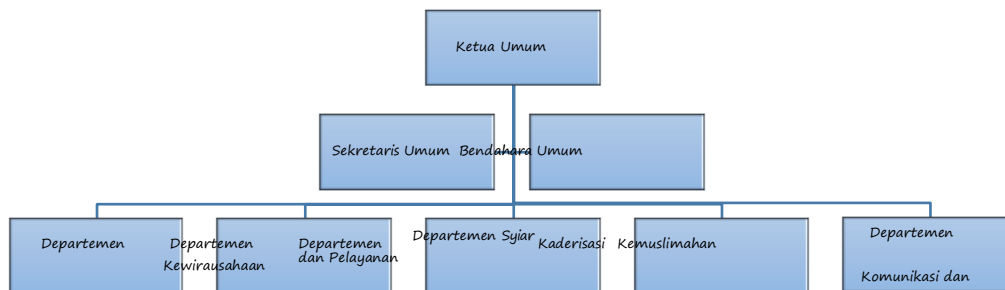 Ketua Umum
Sekretaris Umum Bendahara Umum
Departemen Departemen Departemen Departemen Syiar Kaderisasi Kemuslimahan Departemen
Kewirausahaan dan Pelayanan Komunikasi dan